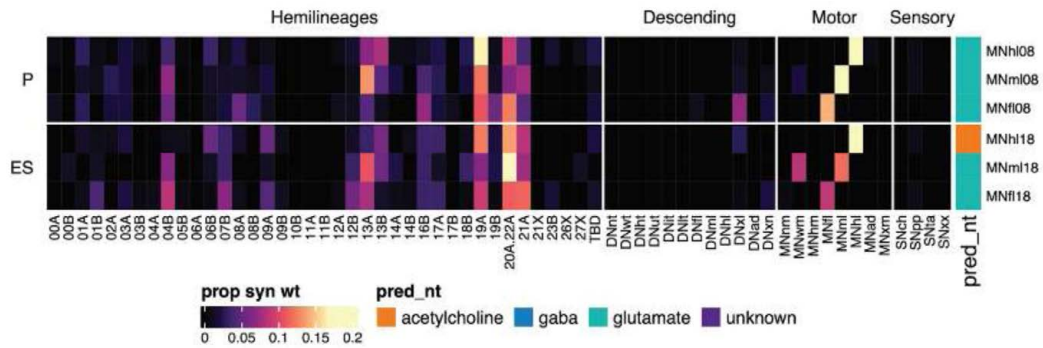 Hemilineages Descending Motor Sensory
P
MNhl08
MNml08
MNfl08
ES
MNhl18
MNml18
MNfl18
00A 00B 01A 01B 02A 03A 03B 04A 04B 05B 06A 06B 07B 08A 08B 09A 09B 10B 11A 11B 12A 12B 13A 13B 14A 14B 16B 17A 17B 18B 19A 19B 20A.22A 21A 21X 23B 26X 27X TBD DNnt DNwt DNht DNut DNit DNlt DNfl DNml DNhl DNxl DNad DNxn MNnm MNwm MNhm MNfl MNml MNhl MNad MNxm SNch SNpp SNta SNxx pred_nt
prop syn wt
0 0.05 0.1 0.15 0.2
pred_nt
acetylcholine gaba glutamate unknown